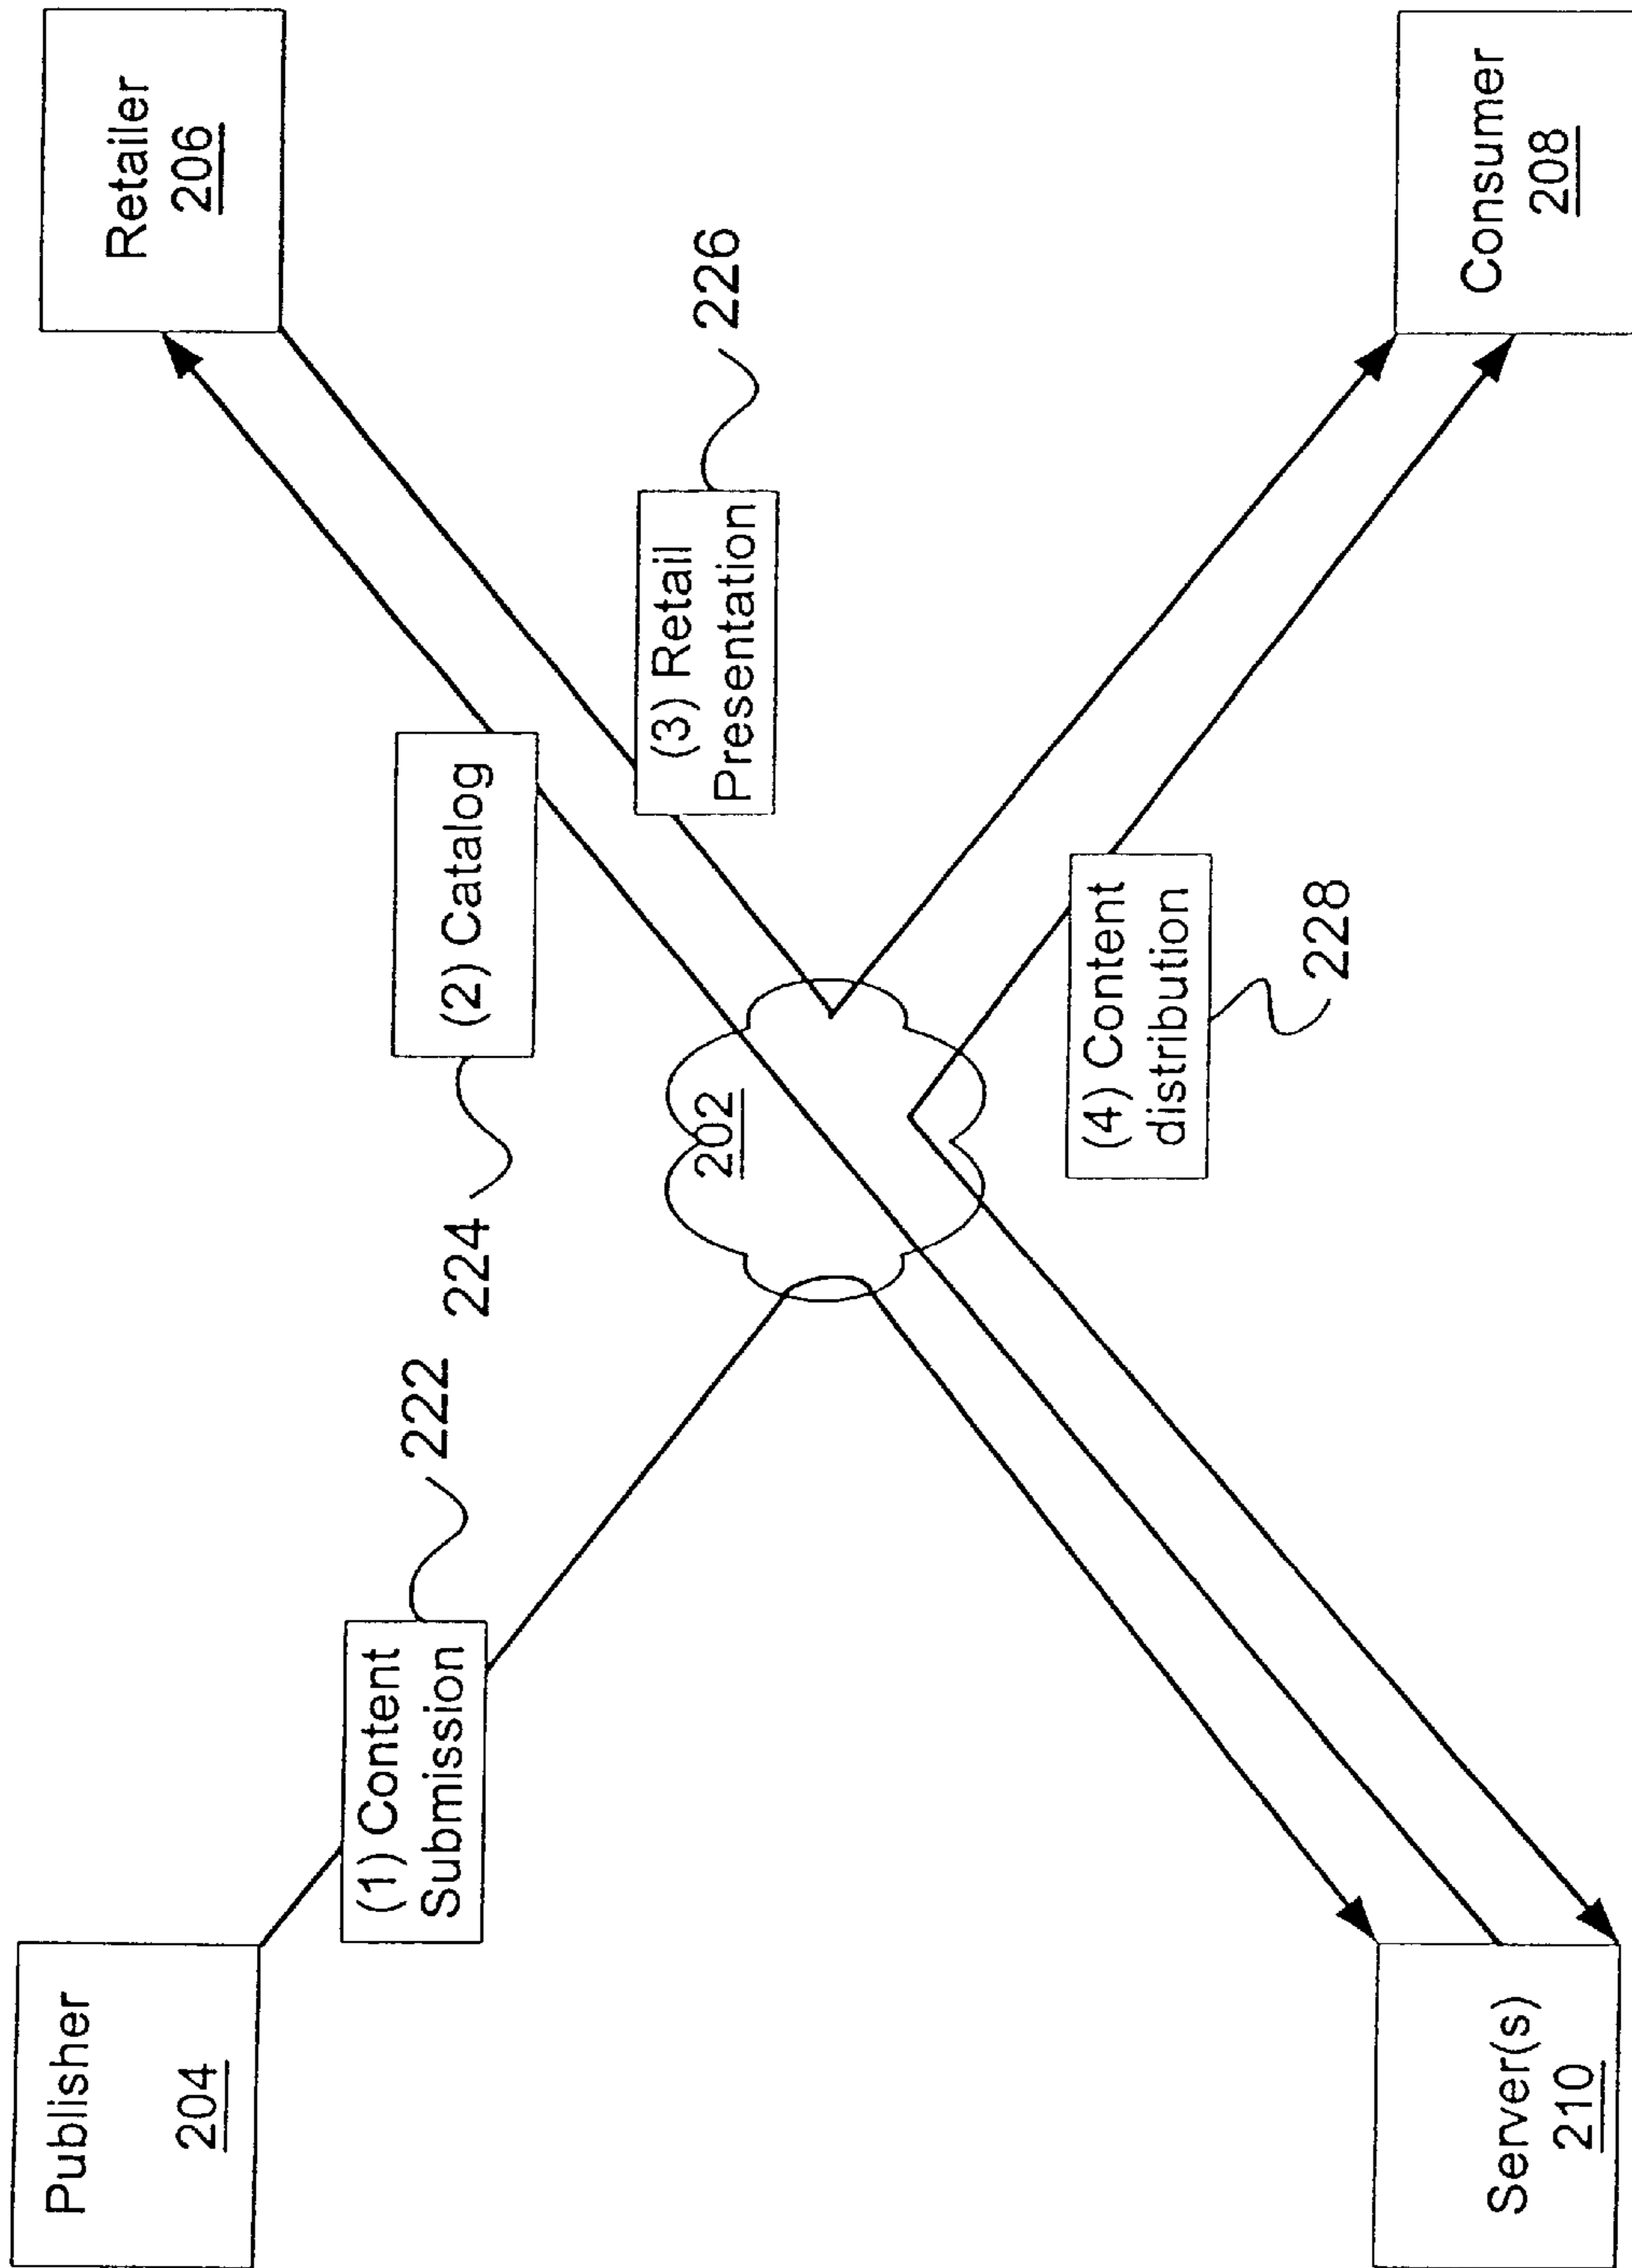 Publisher
204
Retailer
206
(1) Content
Submission
222
(2) Catalog
224
(3) Retail
Presentation
226
202
(4) Content
distribution
228
Server(s)
210
Consumer
208